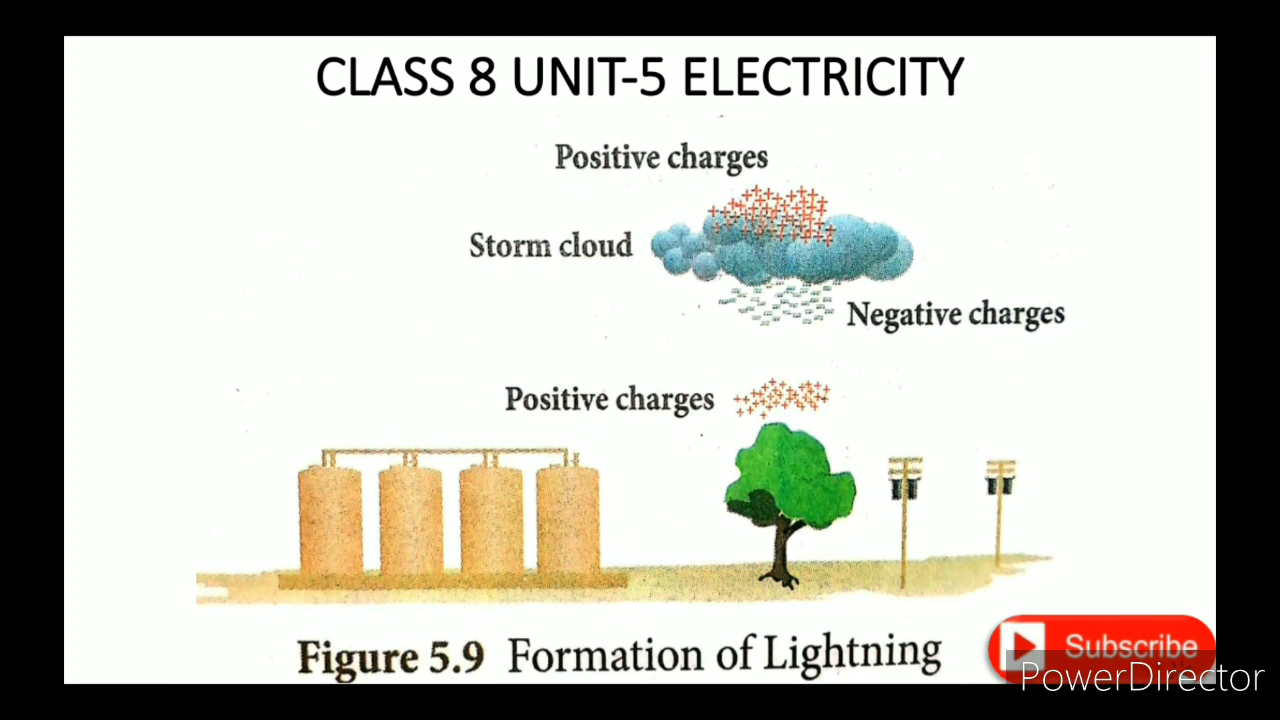 CLASS 8 UNIT-5 ELECTRICITY
Positive charges
Storm cloud
Negative charges
Positive charges
Figure 5.9 Formation of Lightning
Subscribe
PowerDirector